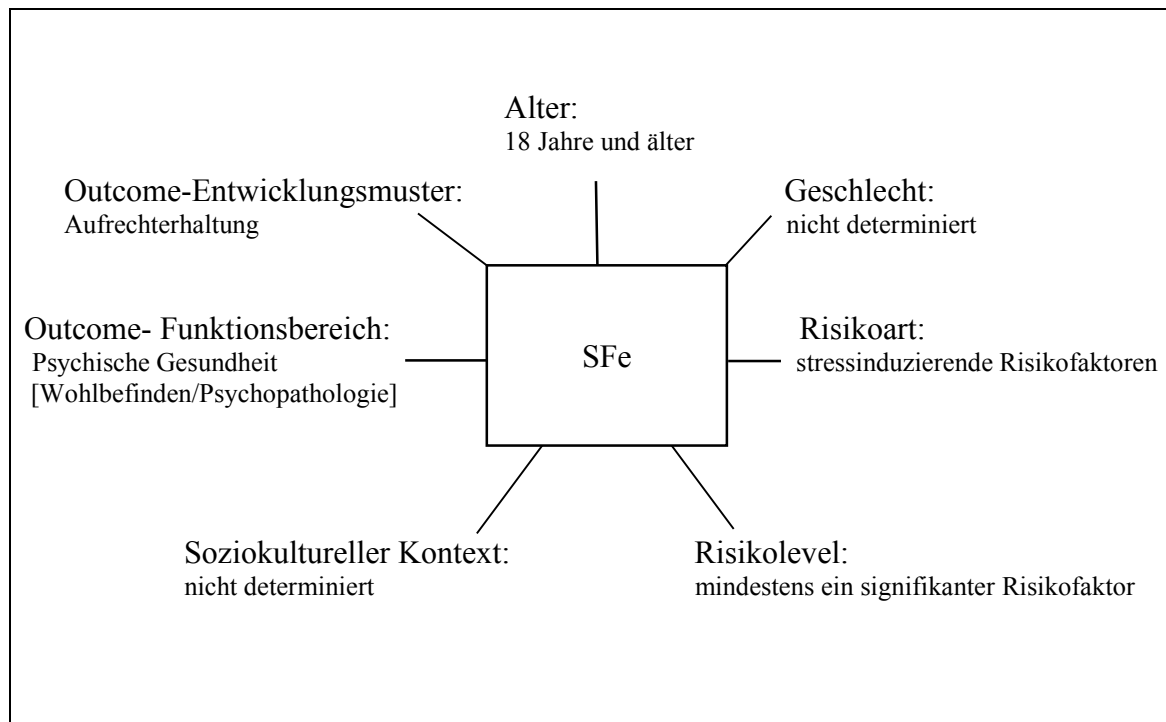 Alter:
18 Jahre und älter
Outcome-Entwicklungsmuster:
Aufrechterhaltung
Geschlecht:
nicht determiniert
Outcome- Funktionsbereich:
Psychische Gesundheit
[Wohlbefinden/Psychopathologie]
SFe
Risikoart:
stressinduzierende Risikofaktoren
Soziokultureller Kontext:
nicht determiniert
Risikolevel:
mindestens ein signifikanter Risikofaktor